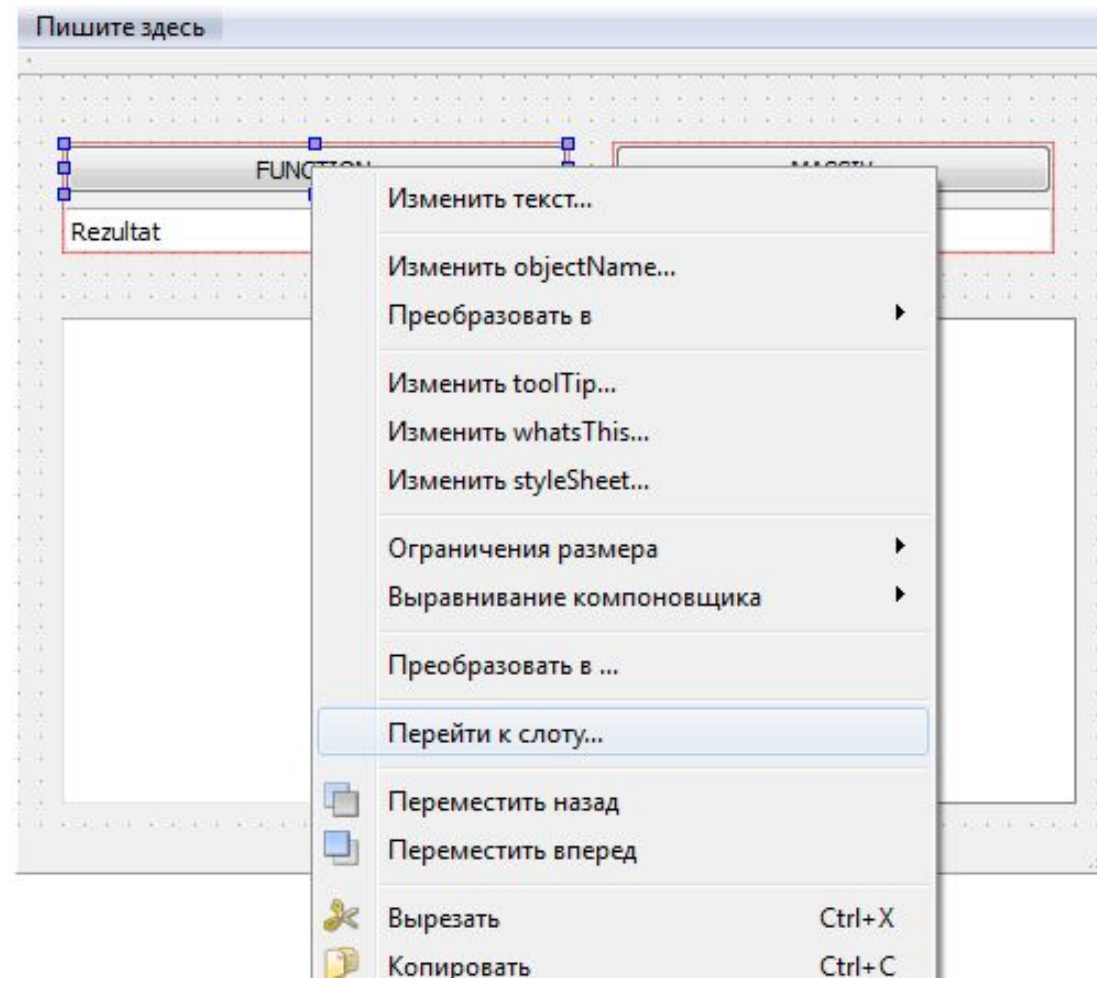 Пишите здесь
FUNCTION
Rezultat
Изменить текст...
Изменить objectName...
Преобразовать в
Изменить toolTip...
Изменить whatsThis...
Изменить styleSheet...
Ограничения размера
Выравнивание компоновщика
Преобразовать в ...
Перейти к слоту...
Переместить назад
Переместить вперед
Вырезать Ctrl+X
Копировать Ctrl+C